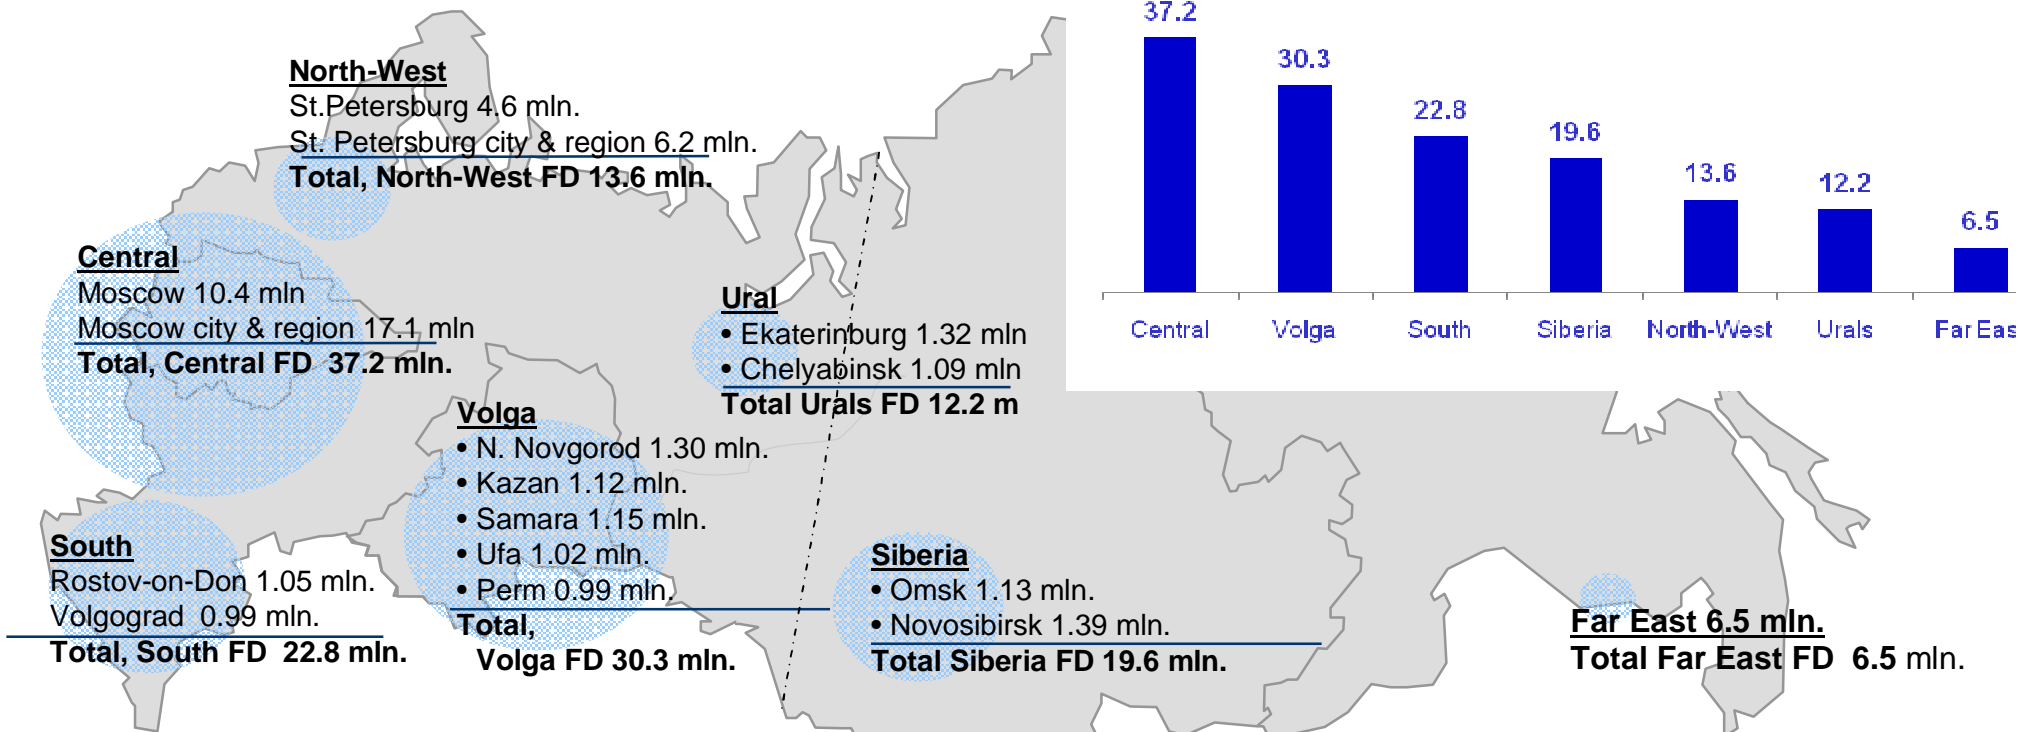 North-West
St.Petersburg 4.6 mln.
St. Petersburg city & region 6.2 mln.
Total, North-West FD 13.6 mln.
Central
Moscow 10.4 mln
Moscow city & region 17.1 mln
Total, Central FD 37.2 mln.
Ural
• Ekaterinburg 1.32 mln
• Chelyabinsk 1.09 mln
Total Urals FD 12.2 m
Volga
• N. Novgorod 1.30 mln.
• Kazan 1.12 mln.
• Samara 1.15 mln.
• Ufa 1.02 mln.
• Perm 0.99 mln.
Total,
Volga FD 30.3 mln.
South
Rostov-on-Don 1.05 mln.
Volgograd 0.99 mln.
Total, South FD 22.8 mln.
Siberia
• Omsk 1.13 mln.
• Novosibirsk 1.39 mln.
Total Siberia FD 19.6 mln.
Far East 6.5 mln.
Total Far East FD 6.5 mln.
37.2
30.3
22.8
19.6
13.6
12.2
6.5
Central Volga South Siberia North-West Urals Far Eas